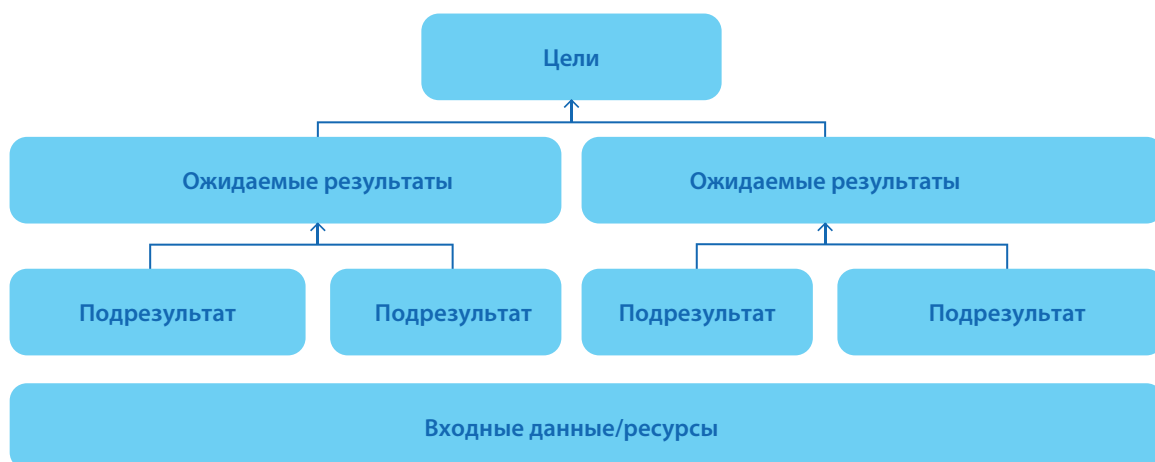 Цели
Ожидаемые результаты
Ожидаемые результаты
Подрезультат
Подрезультат
Подрезультат
Подрезультат
Входные данные/ресурсы